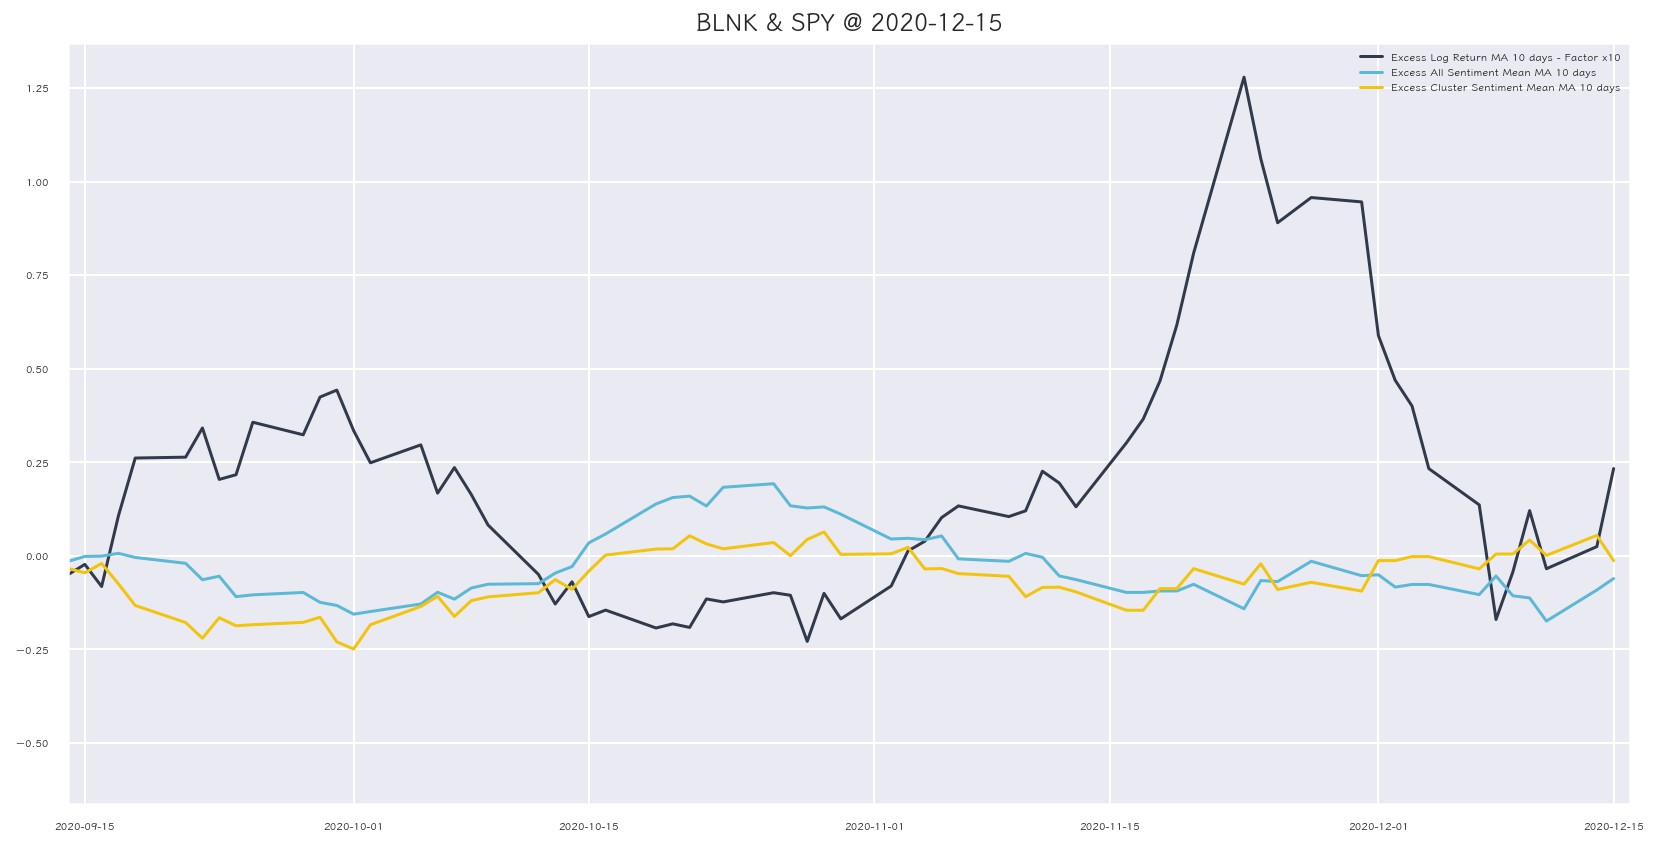 BLNK & SPY @ 2020-12-15
Excess Log Return MA 10 days - Factor x10
Excess All Sentiment Mean MA 10 days
Excess Cluster Sentiment Mean MA 10 days
1.25
1.00
0.75
0.50
0.25
0.00
−0.25
−0.50
2020-09-15 2020-10-01 2020-10-15 2020-11-01 2020-11-15 2020-12-01 2020-12-15